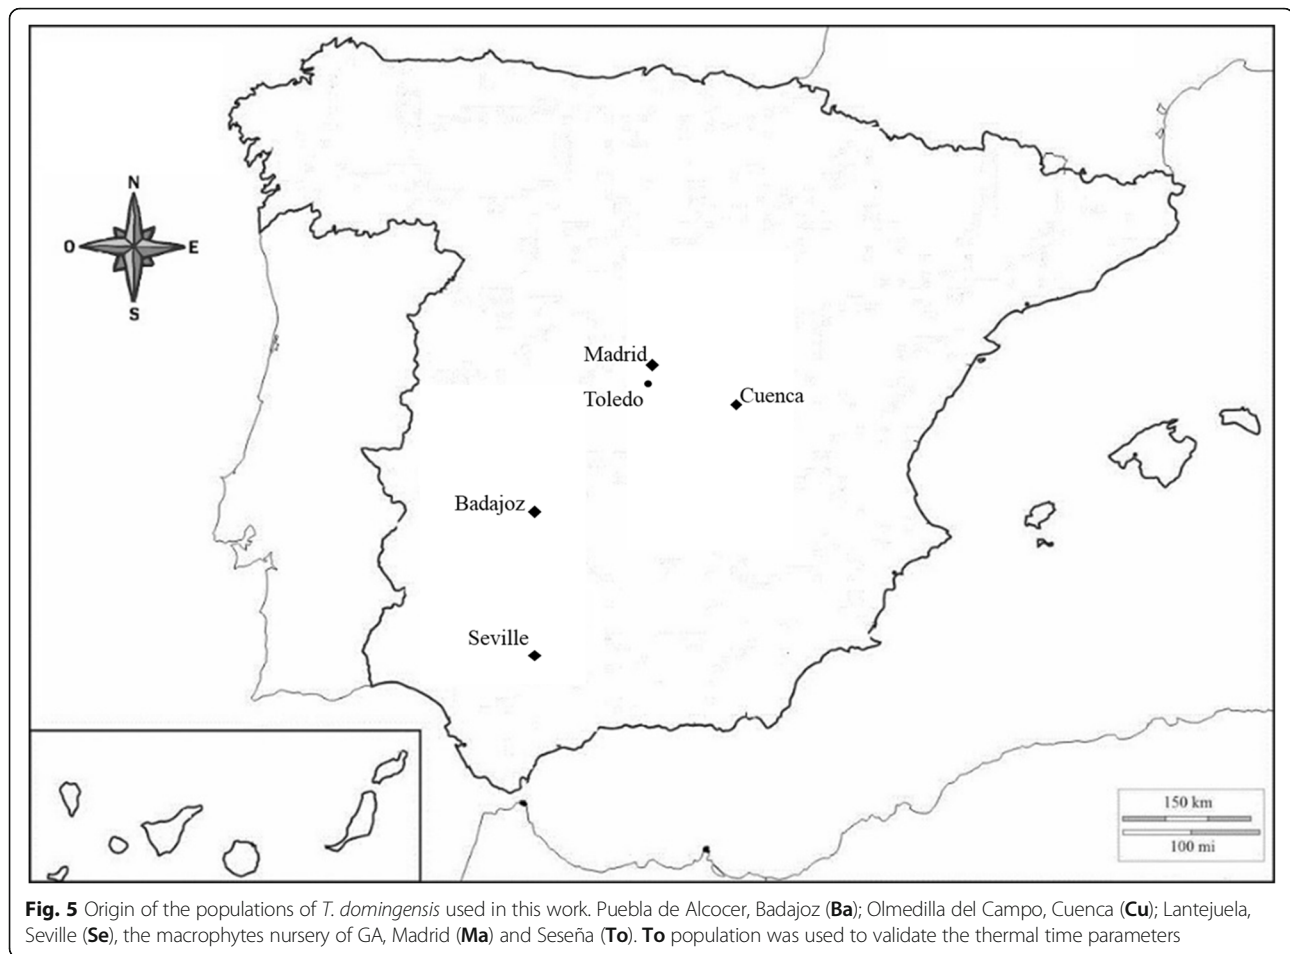 N
O E
S
Madrid
Toledo
Cuenca
Badajoz
Seville
150 km
100 mi
Fig. 5 Origin of the populations of T. domingensis used in this work. Puebla de Alcocer, Badajoz (Ba); Olmedilla del Campo, Cuenca (Cu); Lantejuela,
Seville (Se), the macrophytes nursery of GA, Madrid (Ma) and Seseña (To). To population was used to validate the thermal time parameters